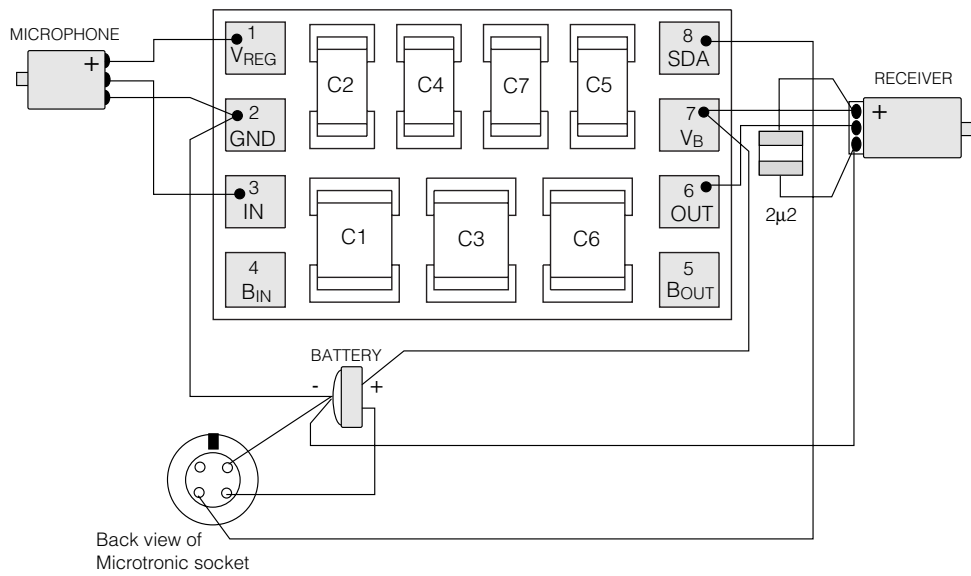 MICROPHONE
+
1
VREG
2
GND
3
IN
4
BIN
C2
C4
C7
C5
C1
C3
C6
8
SDA
7
VB
6
OUT
5
BOUT
RECEIVER
+
2µ2
BATTERY
-
+
Back view of
Microtronic socket